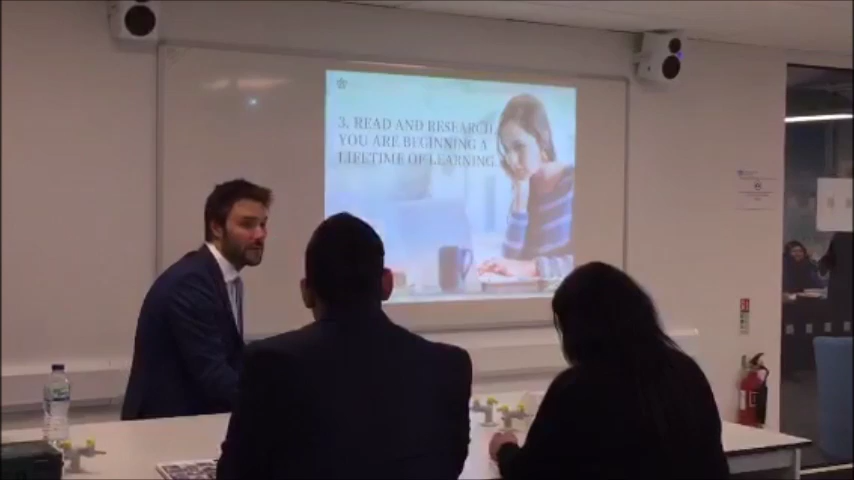 3. READ AND RESEARCH.
YOU ARE BEGINNING A
LIFETIME OF LEARNING.